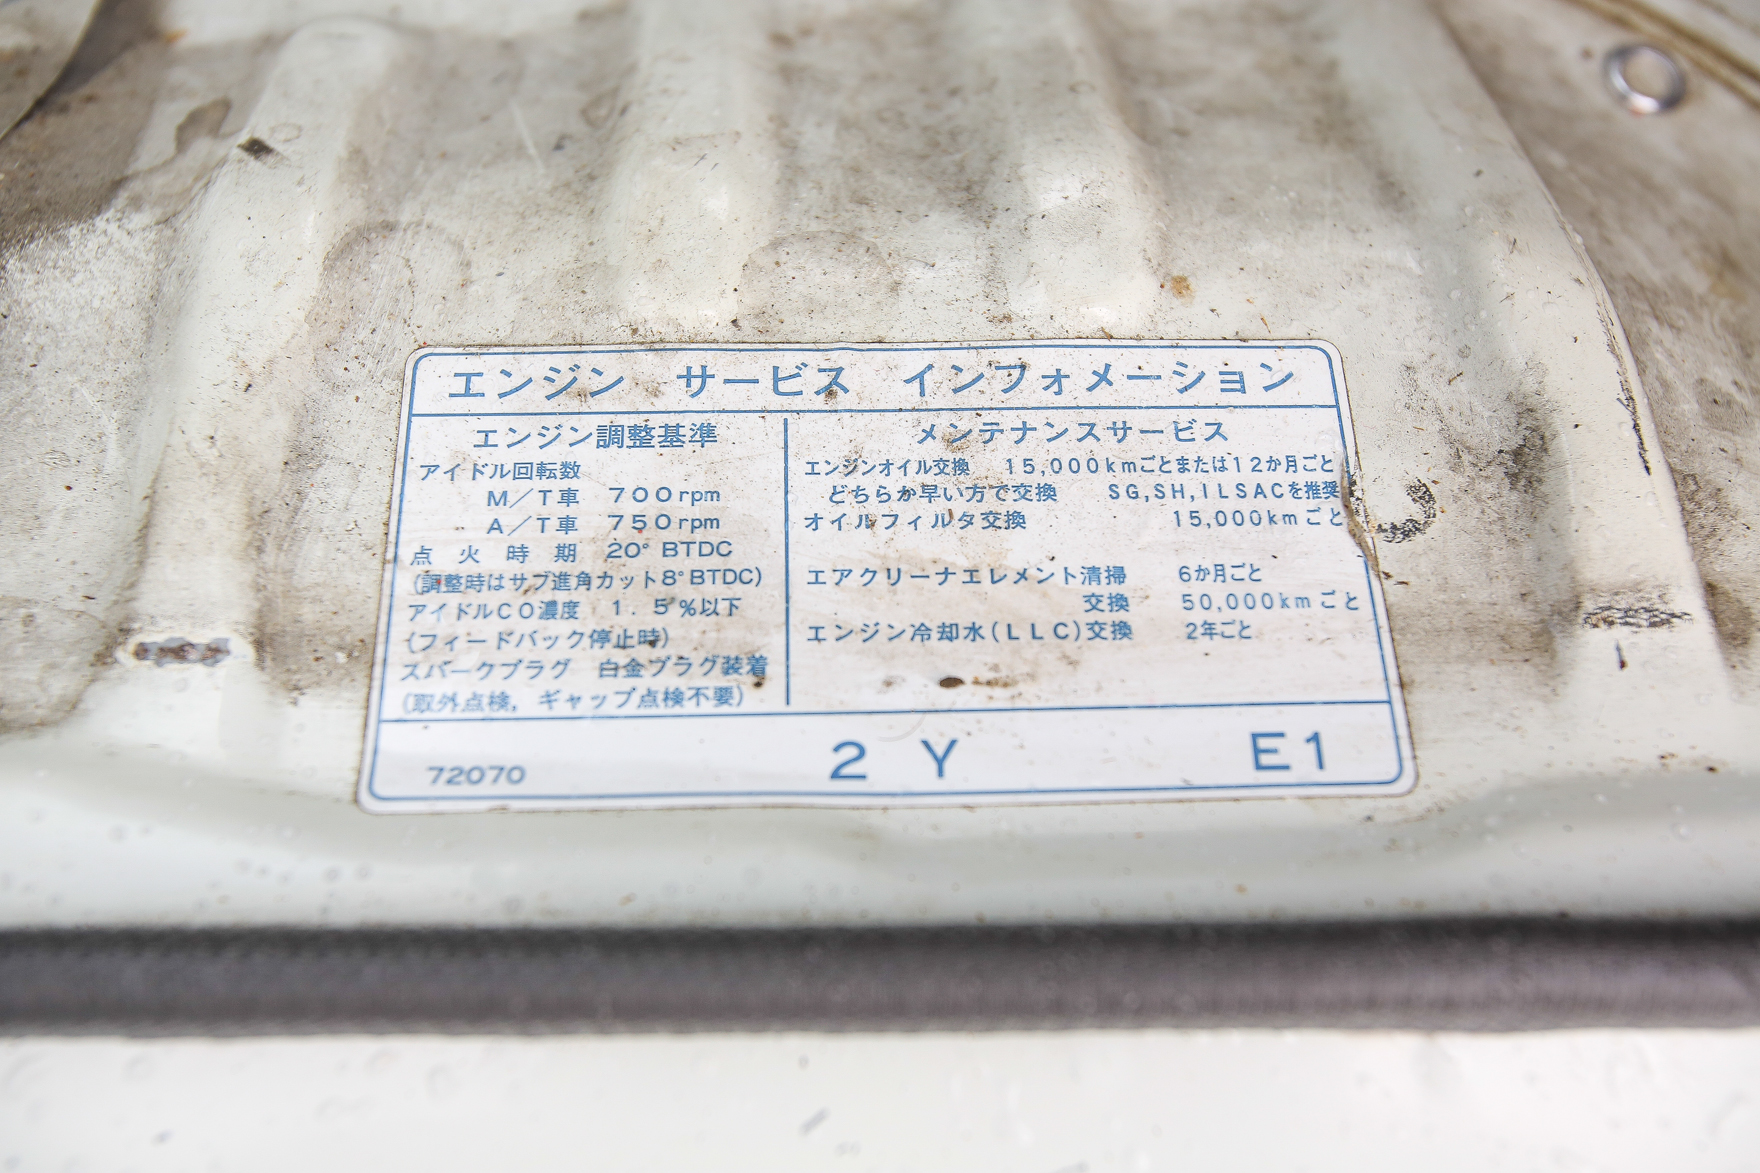 エンジン サービス インフォメーション
エンジン調整基準
アイドル回転数
M/T車 700rpm
A/T車 750rpm
点火時期 20°BTDC
(調整時はサブ進角カット8°BTDC)
アイドルCO濃度 1.5%以下
(フィードバック停止時)
スパークプラグ 白金プラグ装着
(取外点検,ギャップ点検不要)
メンテナンスサービス
エンジンオイル交換 15,000kmごとまたは12か月ごと
どちらか早い方で交換 SG,SH,ILSACを推奨
オイルフィルタ交換 15,000kmごと
エアクリーナエレメント清掃 6か月ごと
交換 50,000kmごと
エンジン冷却水(LLC)交換 2年ごと
72070 2Y E1